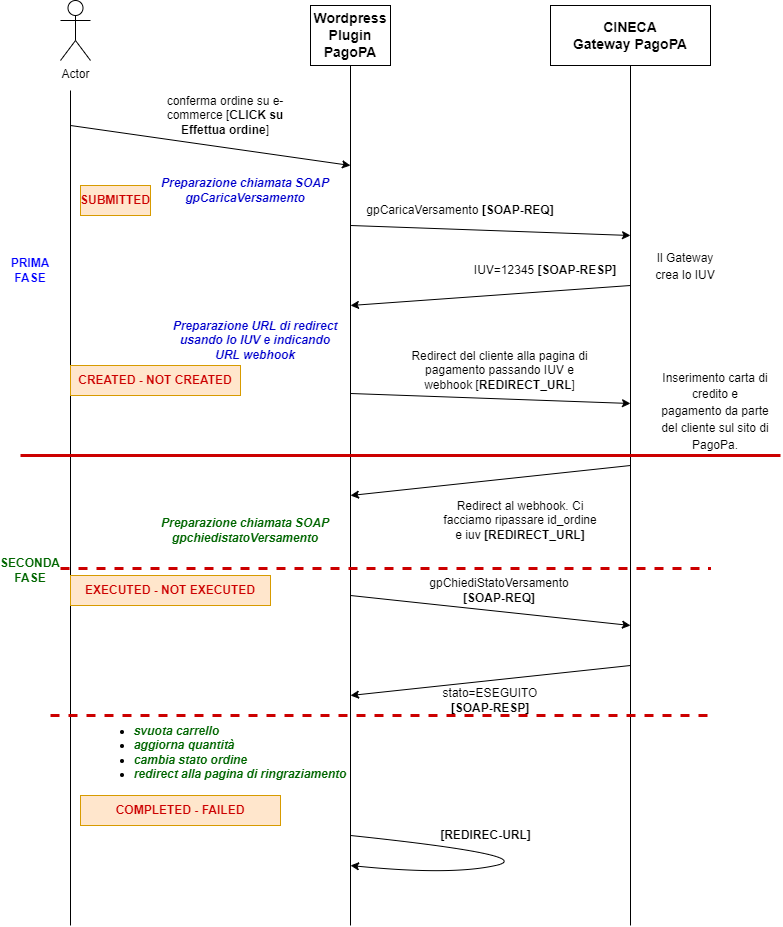 Wordpress
Plugin
PagoPA
CINECA
Gateway PagoPA
Actor
conferma ordine su e-
commerce [CLICK su
Effettua ordine]
Preparazione chiamata SOAP
gpCaricaVersamento
SUBMITTED
gpCaricaVersamento [SOAP-REQ]
PRIMA
FASE
IUV=12345 [SOAP-RESP]
Il Gateway
crea lo IUV
Preparazione URL di redirect
usando lo IUV e indicando
URL webhook
Redirect del cliente alla pagina di
pagamento passando IUV e
webhook [REDIRECT_URL]
CREATED - NOT CREATED
Inserimento carta di
credito e
pagamento da parte
del cliente sul sito di
PagoPa.
Redirect al webhook. Ci
facciamo ripassare id_ordine
e iuv [REDIRECT_URL]
Preparazione chiamata SOAP
gpchiedistatoVersamento
SECONDA
FASE
EXECUTED - NOT EXECUTED
gpChiediStatoVersamento
[SOAP-REQ]
stato=ESEGUITO
[SOAP-RESP]
svuota carrello
aggiorna quantità
cambia stato ordine
redirect alla pagina di ringraziamento
COMPLETED - FAILED
[REDIREC-URL]